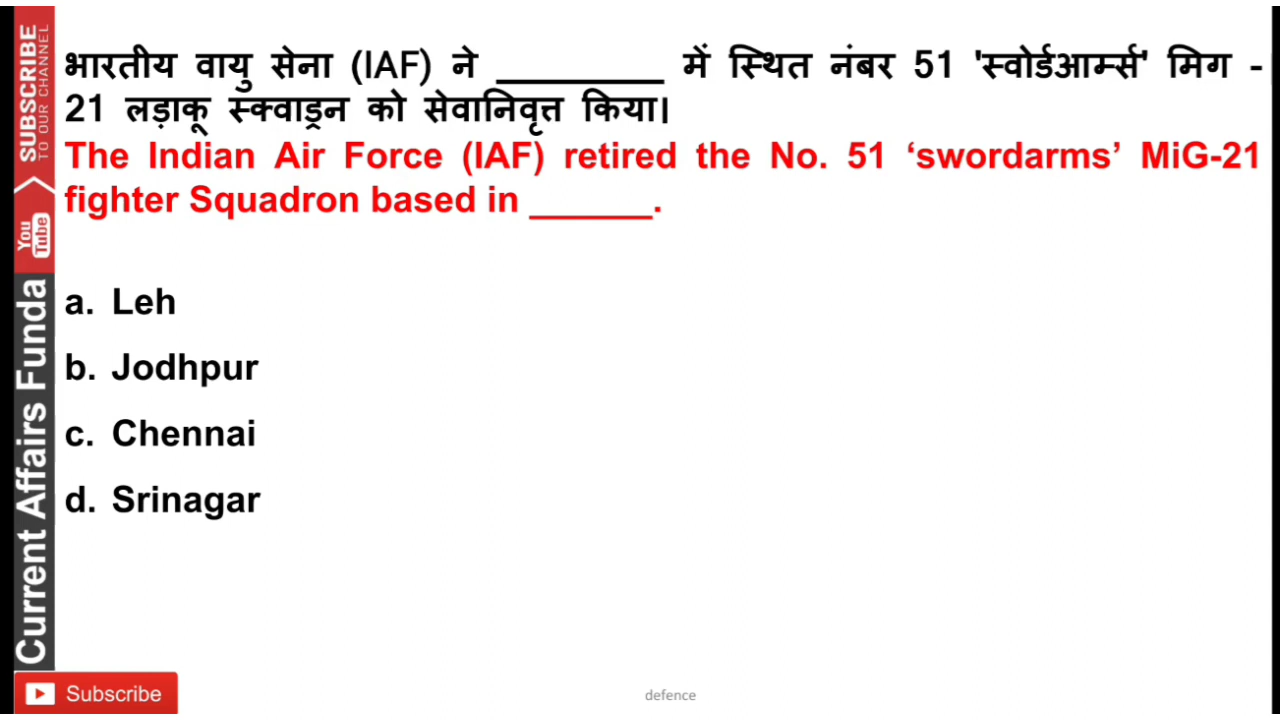 भारतीय वायु सेना (IAF) ने _________ में स्थित नंबर 51 'स्वोर्डआर्म्स' मिग -
21 लड़ाकू स्क्वाड्रन को सेवानिवृत्त किया।
The Indian Air Force (IAF) retired the No. 51 ‘swordarms’ MiG-21
fighter Squadron based in ______.
a. Leh
b. Jodhpur
c. Chennai
d. Srinagar
SUBSCRIBE
TO OUR CHANNEL
You
Tube
Current Affairs Funda
Subscribe
defence